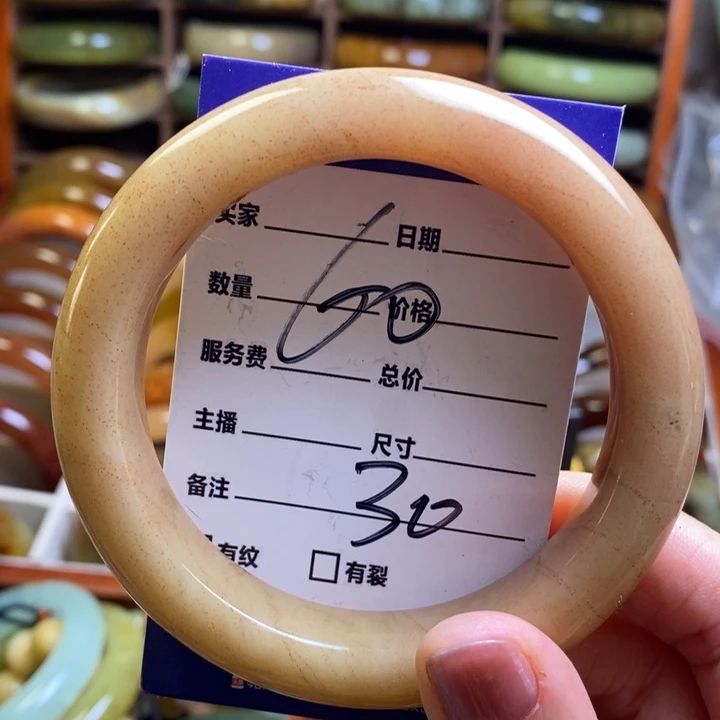 买家 日期
60
数量 价格
服务费 总价
主播 尺寸
30
备注
有纹 有裂